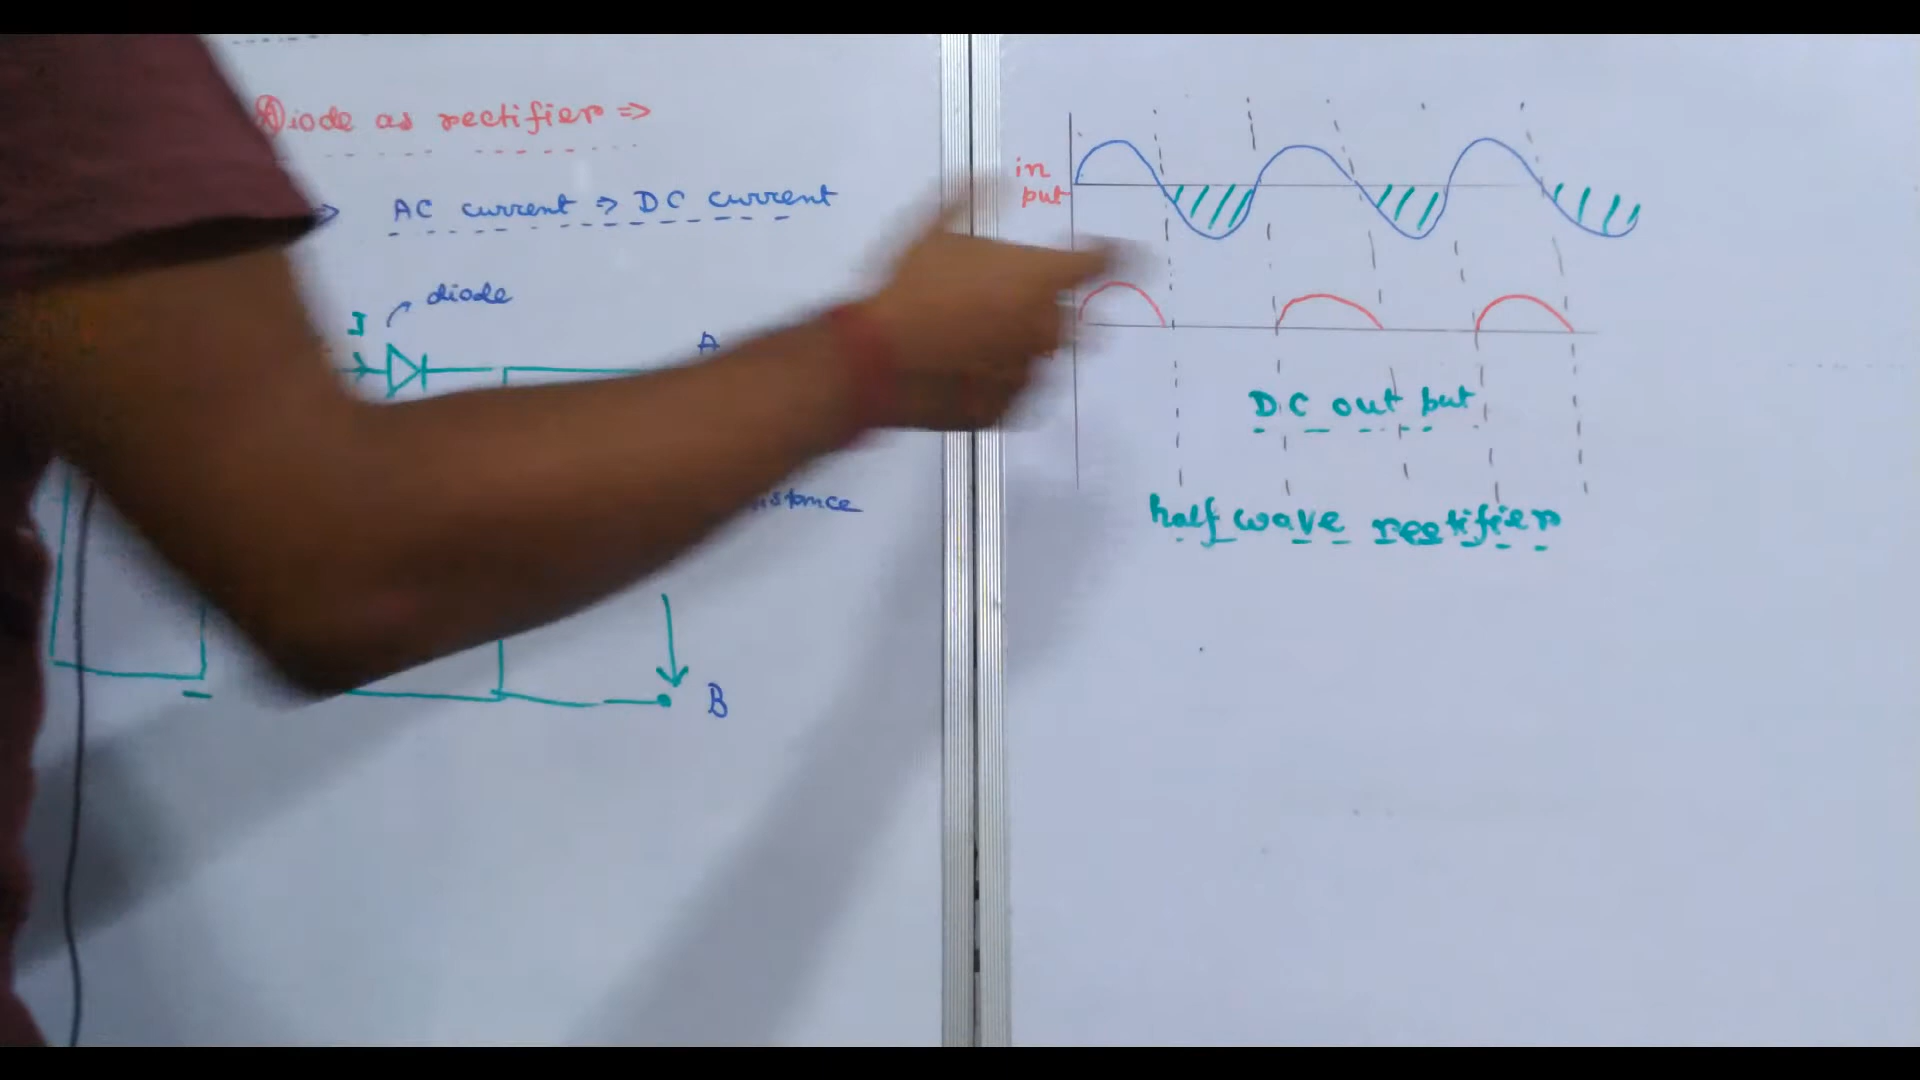 Diode as rectifier ⇒
⇒ AC current ⇒ DC current
diode
I
A
B
in
put
DC out put
half wave rectifier